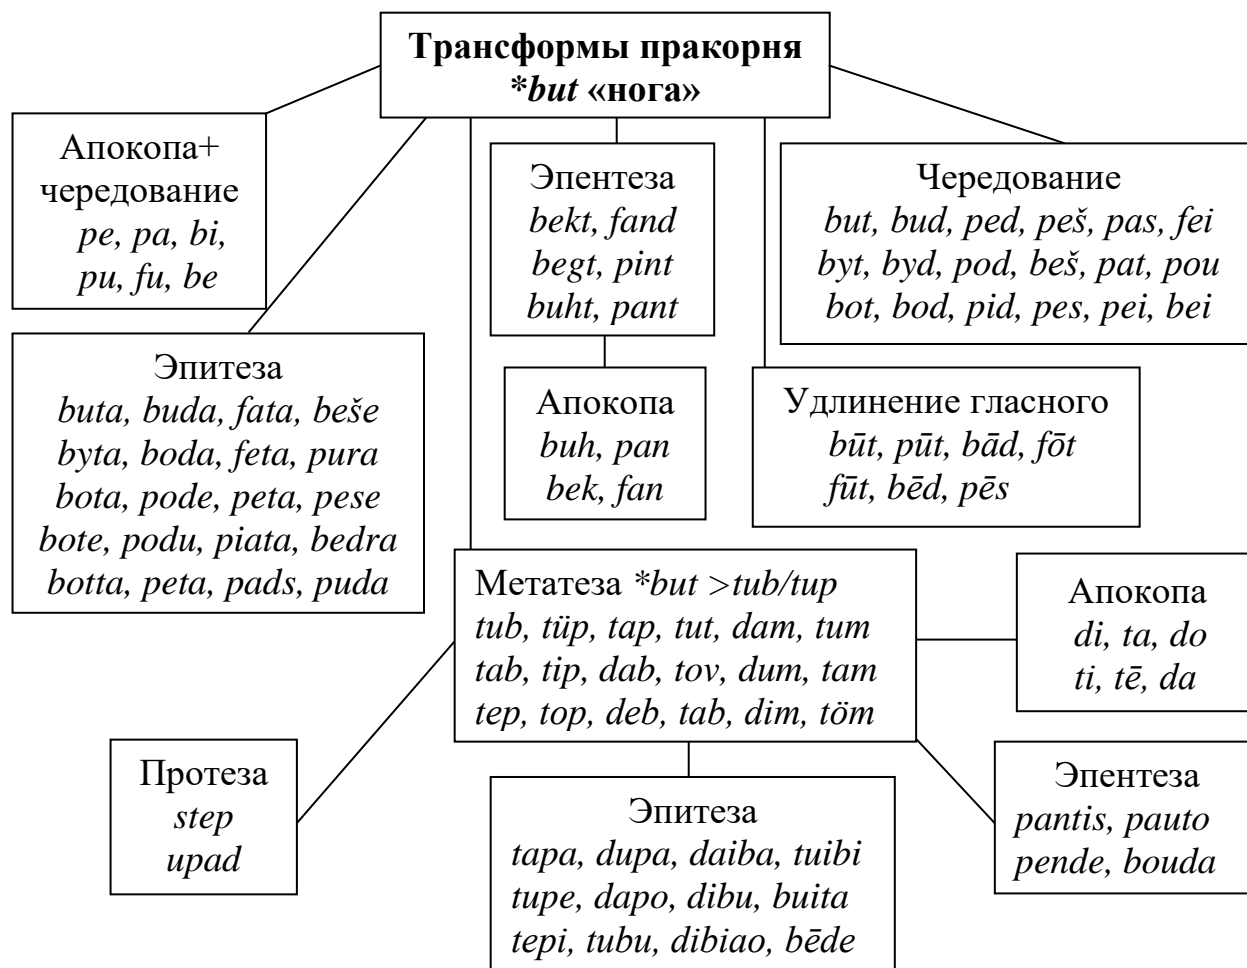 Трансформы пракорня
*but «нога»
Апокопа+
чередование
pe, pa, bi,
pu, fu, be
Эпентеза
bekt, fand
begt, pint
buht, pant
Чередование
but, bud, ped, peš, pas, fei
byt, byd, pod, beš, pat, pou
bot, bod, pid, pes, pei, bei
Эпитеза
buta, buda, fata, beše
byta, boda, feta, pura
bota, pode, peta, pese
bote, podu, piata, bedra
botta, peta, pads, puda
Апокопа
buh, pan
bek, fan
Удлинение гласного
būt, pūt, bād, fōt
fūt, bēd, pēs
Метатеза *but >tub/tup
tub, tüp, tap, tut, dam, tum
tab, tip, dab, tov, dum, tam
tep, top, deb, tab, dim, töm
Апокопа
di, ta, do
ti, tē, da
Протеза
step
upad
Эпитеза
tapa, dupa, daiba, tuibi
tupe, dapo, dibu, buita
tepi, tubu, dibiao, bēde
Эпентеза
pantis, pauto
pende, bouda